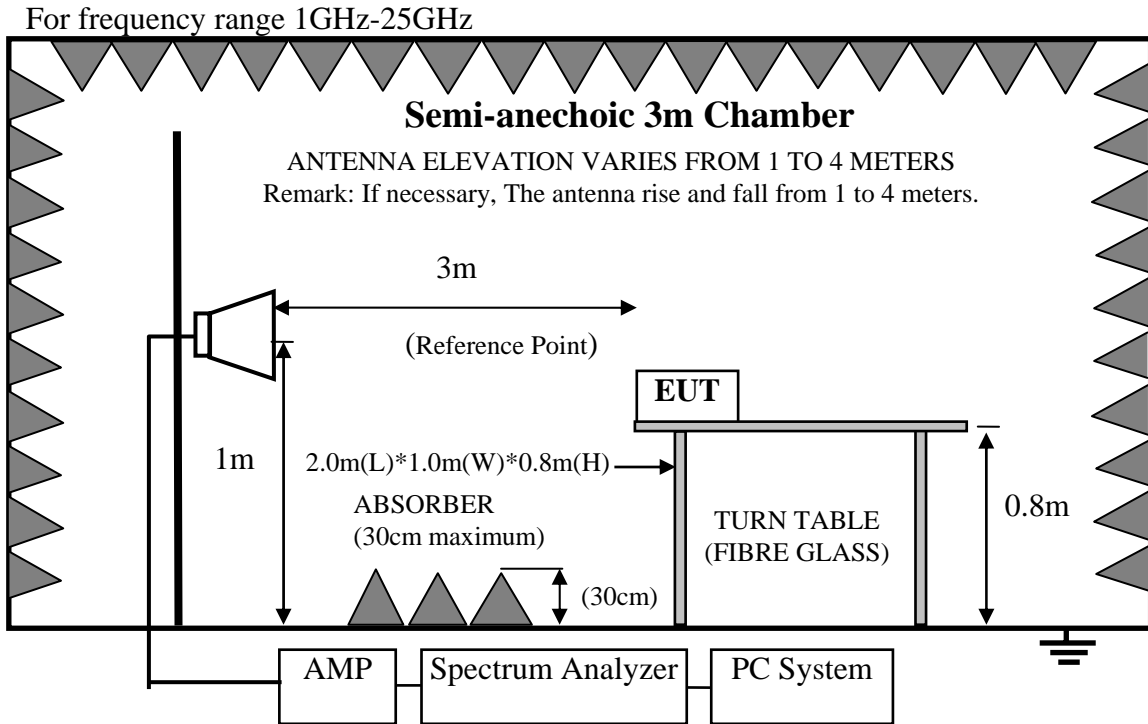 For frequency range 1GHz-25GHz
Semi-anechoic 3m Chamber
ANTENNA ELEVATION VARIES FROM 1 TO 4 METERS
Remark: If necessary, The antenna rise and fall from 1 to 4 meters.
3m
(Reference Point)
EUT
1m
2.0m(L)*1.0m(W)*0.8m(H)
ABSORBER
(30cm maximum)
(30cm)
TURN TABLE
(FIBRE GLASS)
0.8m
AMP
Spectrum Analyzer
PC System